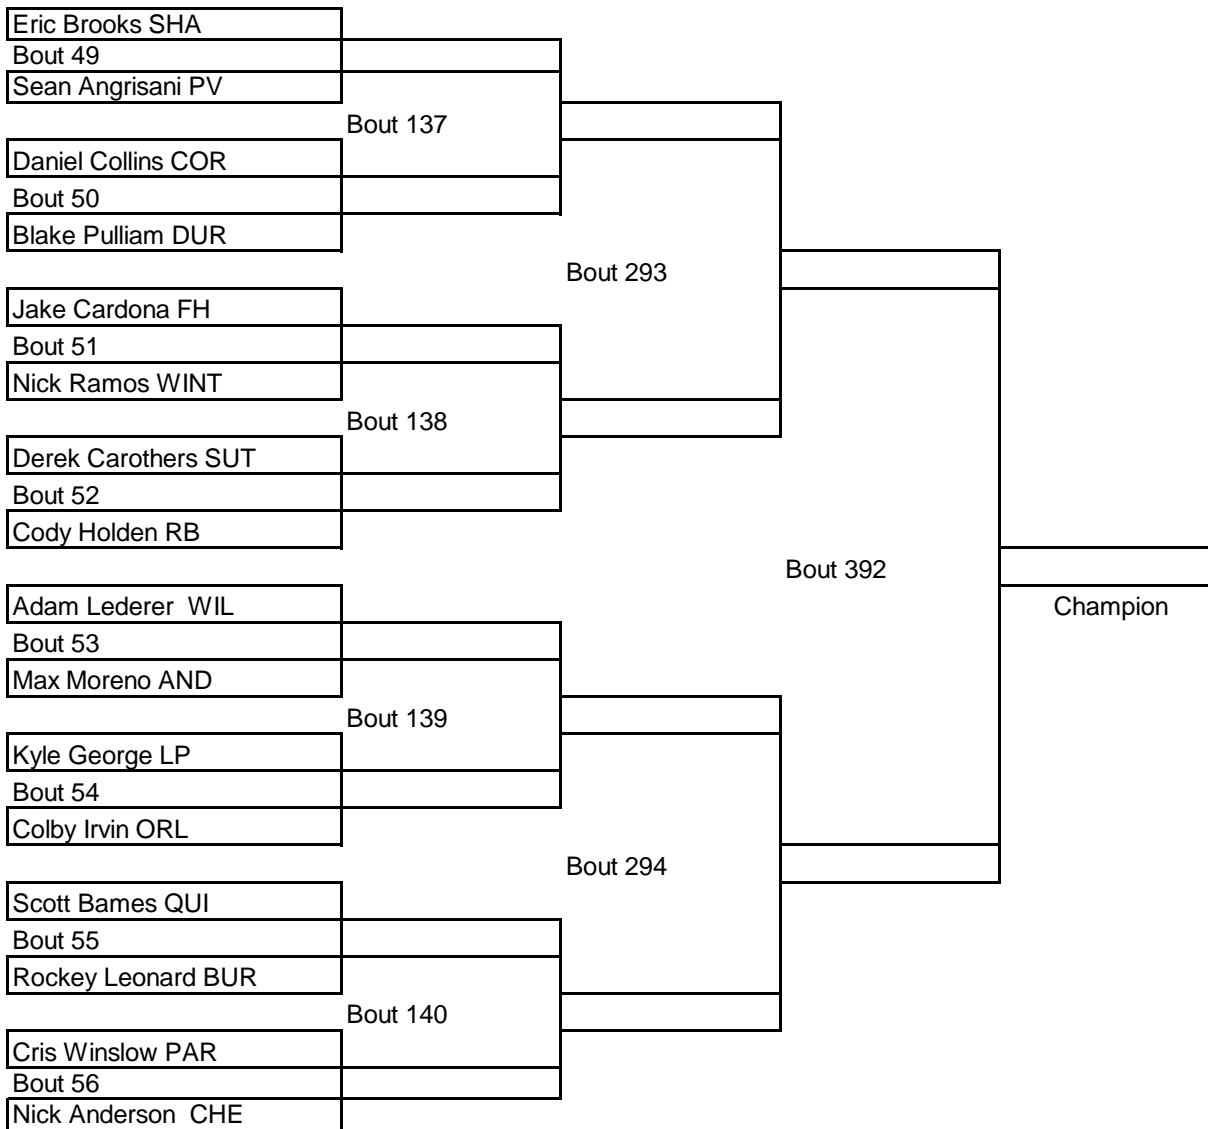 Eric Brooks SHA
Bout 49
Sean Angrisani PV
Bout 137
Daniel Collins COR
Bout 50
Blake Pulliam DUR
Bout 293
Jake Cardona FH
Bout 51
Nick Ramos WINT
Bout 138
Derek Carothers SUT
Bout 52
Cody Holden RB
Bout 392
Adam Lederer  WIL
Champion
Bout 53
Max Moreno AND
Bout 139
Kyle George LP
Bout 54
Colby Irvin ORL
Bout 294
Scott Bames QUI
Bout 55
Rockey Leonard BUR
Bout 140
Cris Winslow PAR
Bout 56
Nick Anderson  CHE